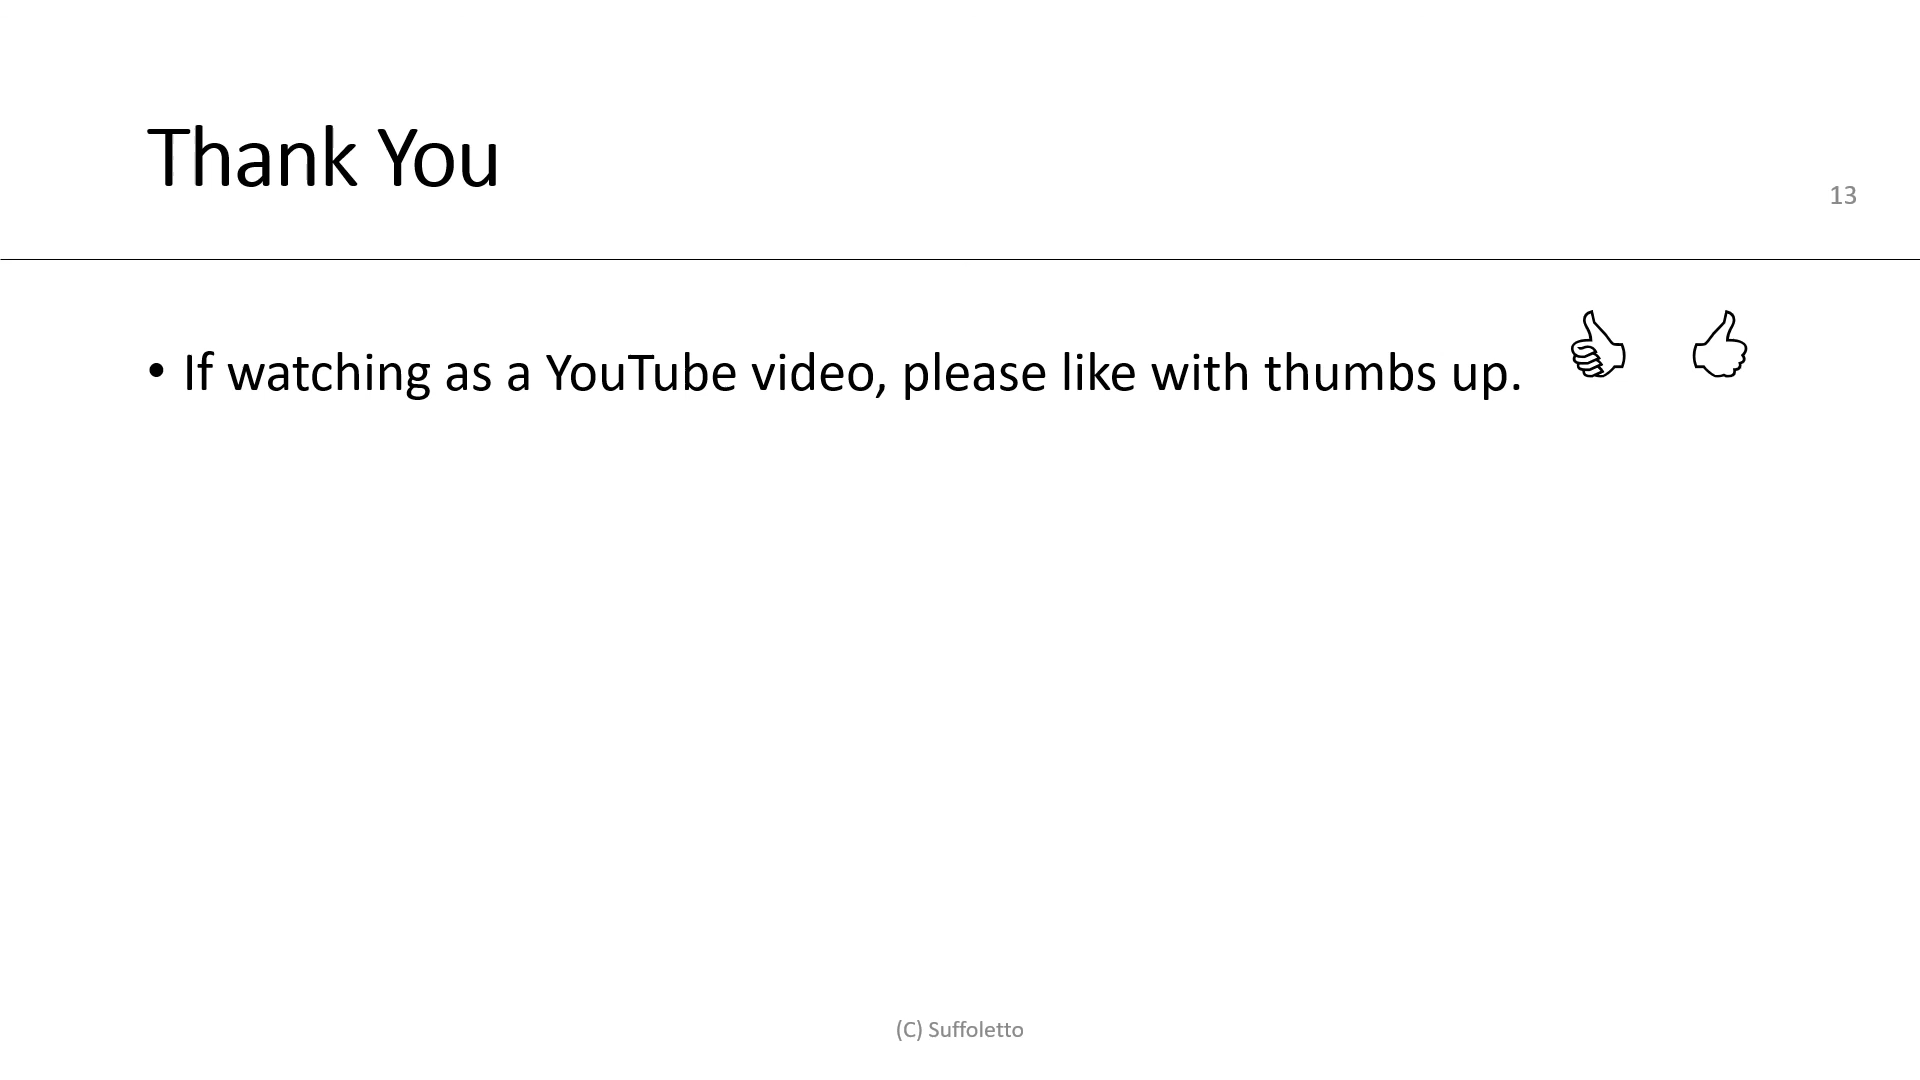 Thank You
13
• If watching as a YouTube video, please like with thumbs up.
(C) Suffoletto